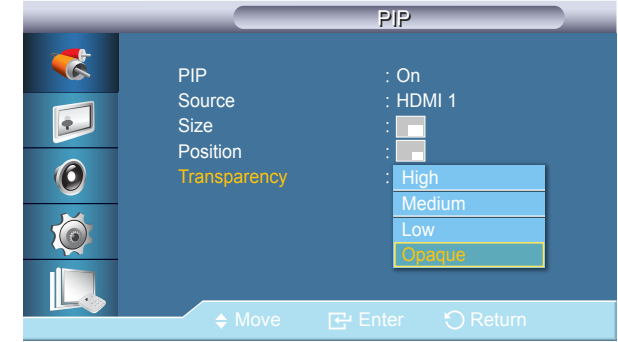 PIP
PIP : On
Source : HDMI 1
Size :
Position :
Transparency : High
Medium
Low
Opaque
Move Enter Return